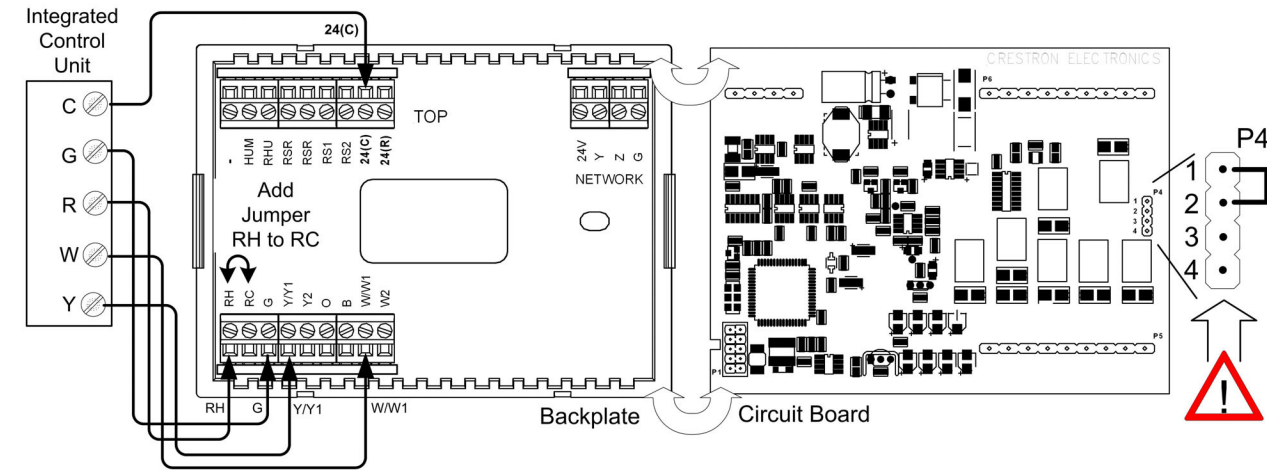 Integrated
Control
Unit
C
G
R
W
Y
24(C)
-
HUM
RHU
RSR
RSR
RS1
RS2
24(C)
24(R)
TOP
24V
Y
Z
G
NETWORK
Add
Jumper
RH to RC
RH
RC
G
Y/Y1
Y2
O
B
W/W1
W2
RH
G
Y/Y1
W/W1
Backplate
Circuit Board
CRESTRON ELECTRONICS
P6
P4
1
2
3
4
P5
P1
P4
1
2
3
4
!